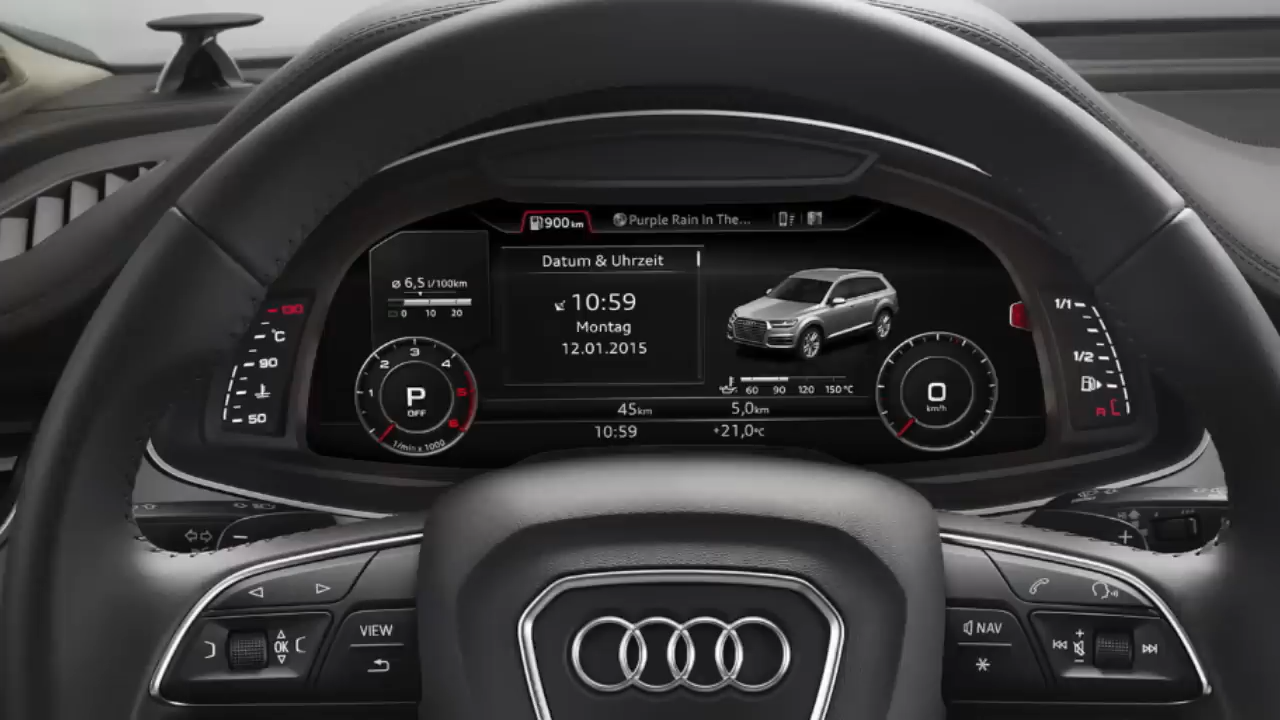 900 km
Purple Rain In The...
Ø 6,5 l/100km
0 10 20
Datum & Uhrzeit
10:59
Montag
12.01.2015
130
°C
90
50
1 2 3 4 5 6
P
OFF
1/min x 1000
60 90 120 150 °C
45km 5,0km
10:59 +21,0°C
0
km/h
1/1
1/2
R
VIEW
OK
NAV